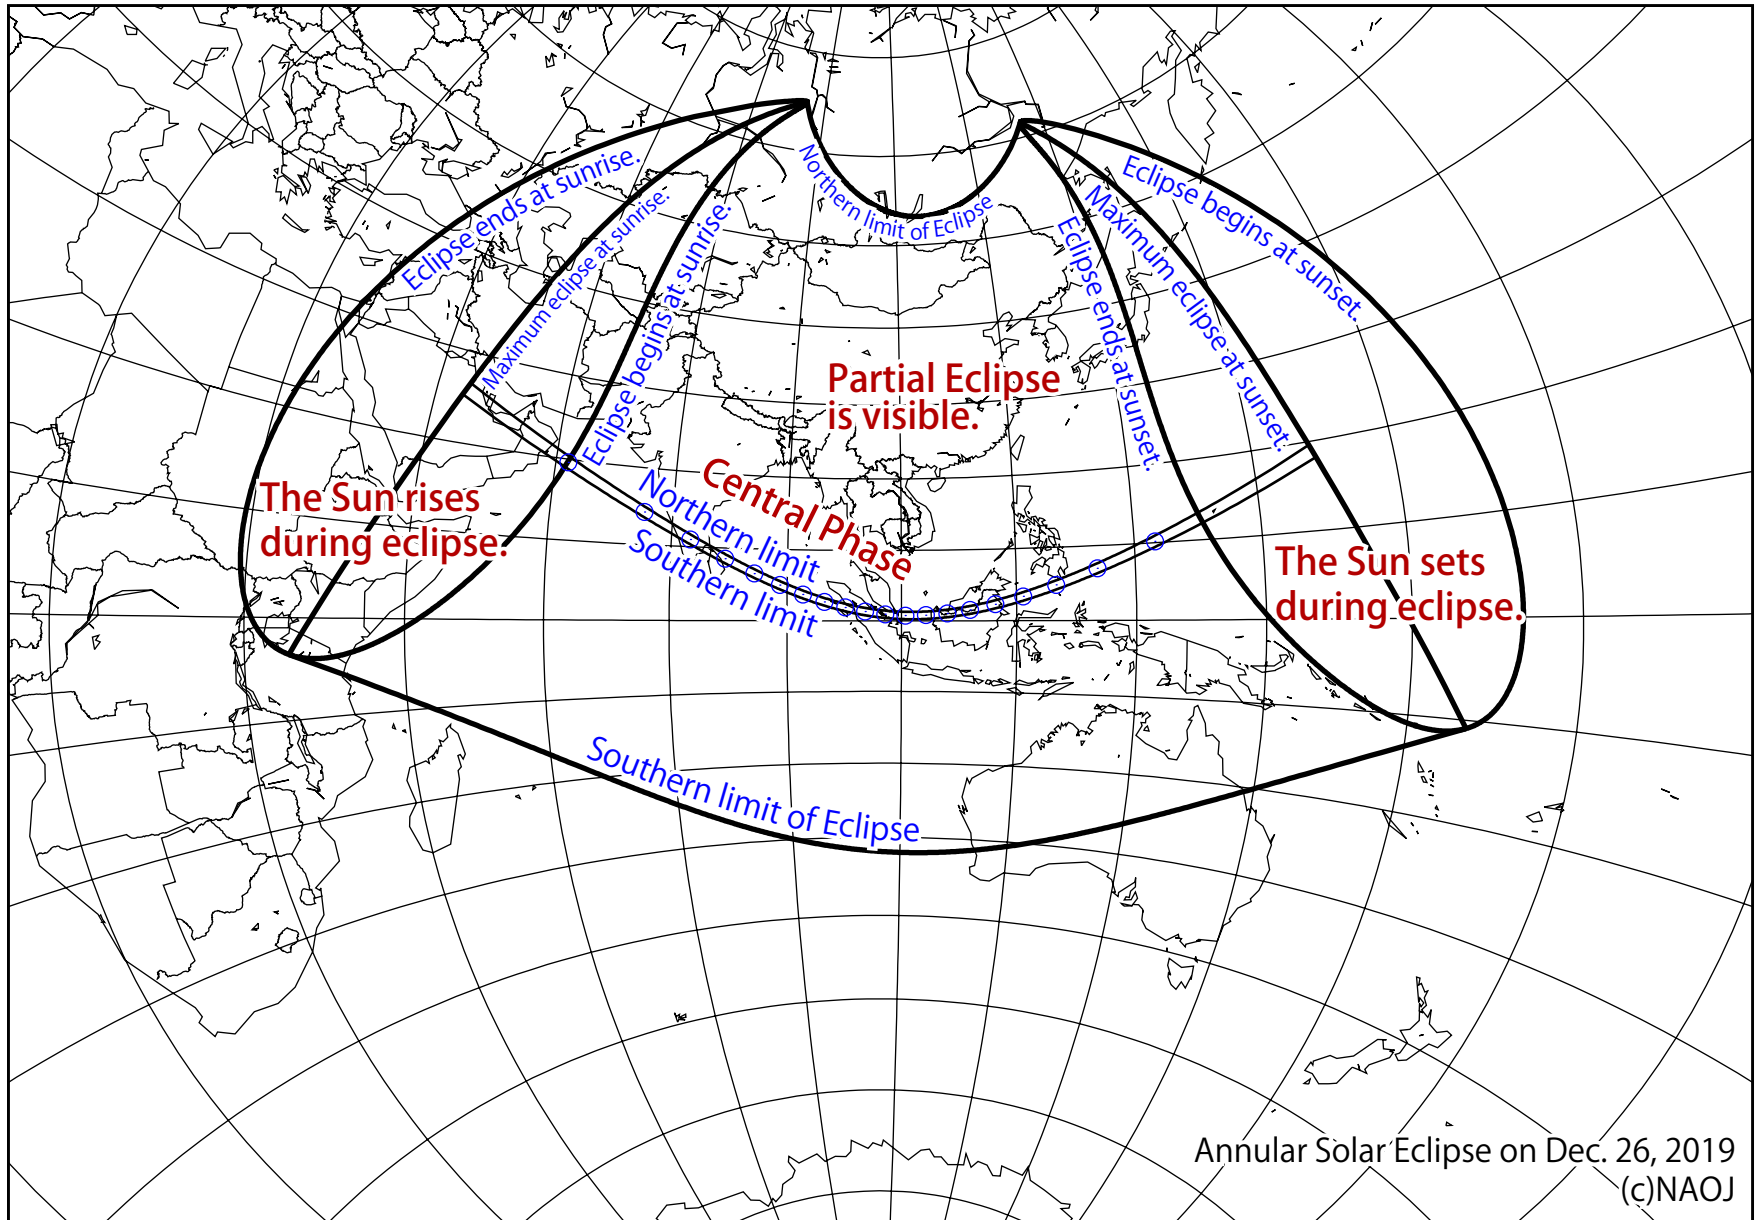 Eclipse ends at sunrise.
Maximum eclipse at sunrise.
Eclipse begins at sunrise.
Northern limit of Eclipse
Eclipse begins at sunset.
Maximum eclipse at sunset.
Eclipse ends at sunset.
Partial Eclipse
is visible.
Central Phase
Northern limit
Southern limit
The Sun rises
during eclipse.
The Sun sets
during eclipse.
Southern limit of Eclipse
Annular Solar Eclipse on Dec. 26, 2019
(c)NAOJ